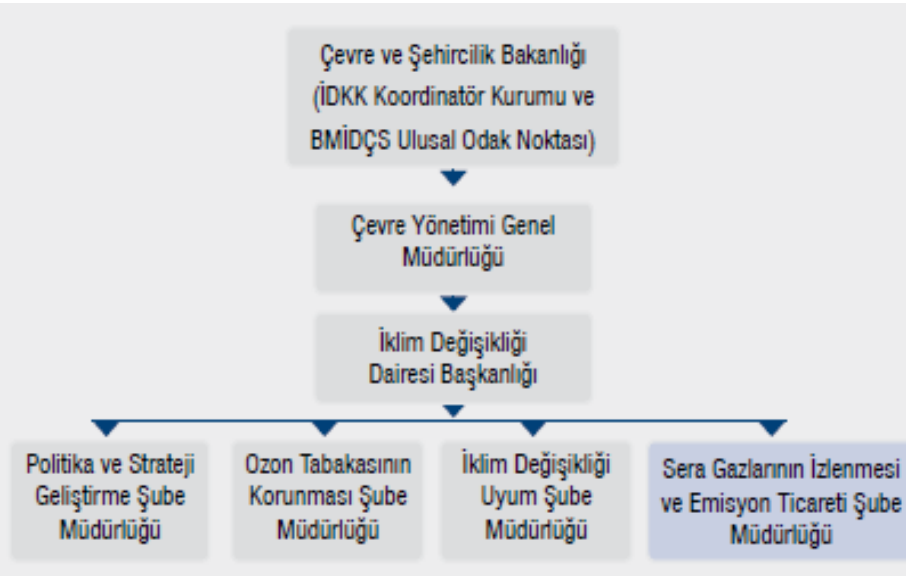 Çevre ve Şehircilik Bakanlığı
(İDKK Koordinatör Kurumu ve
BMİDÇS Ulusal Odak Noktası)
Çevre Yönetimi Genel
Müdürlüğü
İklim Değişikliği
Dairesi Başkanlığı
Politika ve Strateji
Geliştirme Şube
Müdürlüğü
Ozon Tabakasının
Korunması Şube
Müdürlüğü
İklim Değişikliği
Uyum Şube
Müdürlüğü
Sera Gazlarının İzlenmesi
ve Emisyon Ticareti Şube
Müdürlüğü